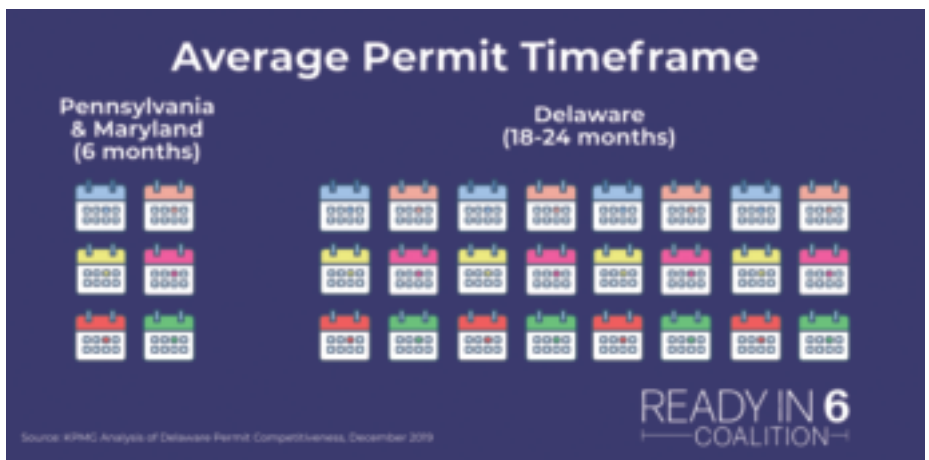 Average Permit Timeframe
Pennsylvania
& Maryland
(6 months)
Delaware
(18-24 months)
READY IN 6
COALITION
Source: KPMG Analysis of Delaware Permit Competitiveness, December 2019